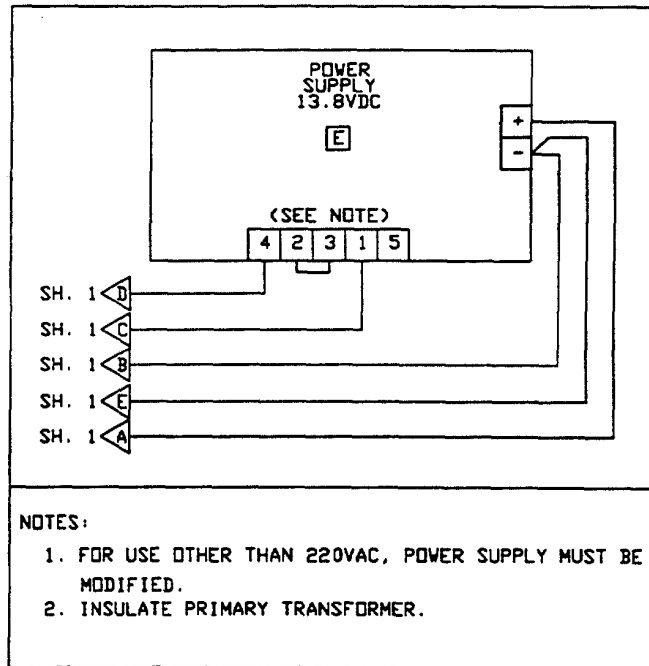 POWER
SUPPLY
13.8VDC
E
+
-
(SEE NOTE)
4 2 3 1 5
SH. 1 D
SH. 1 C
SH. 1 B
SH. 1 E
SH. 1 A
NOTES:
1. FOR USE OTHER THAN 220VAC, POWER SUPPLY MUST BE
MODIFIED.
2. INSULATE PRIMARY TRANSFORMER.